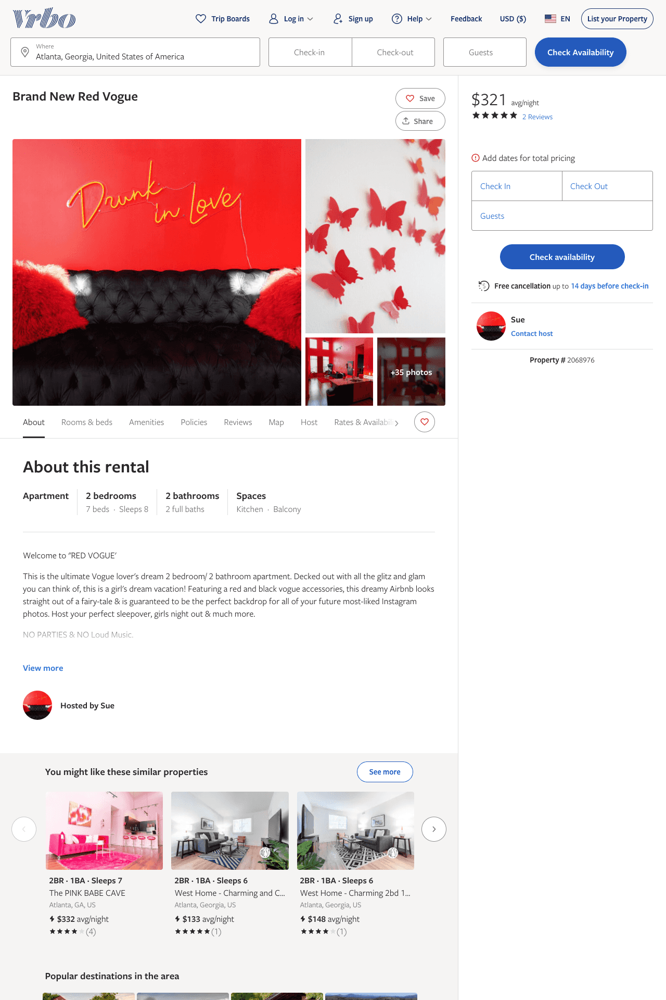 Vrbo
Trip Boards
Log in
Sign up
Help
Feedback
USD ($)
EN
List your Property
Where
Atlanta, Georgia, United States of America
Check-in
Check-out
Guests
Check Availability
Brand New Red Vogue
Save
Share
Drunk
in Love
+35 photos
$321 avg/night
2 Reviews
Add dates for total pricing
Check In
Check Out
Guests
Check availability
Free cancellation up to 14 days before check-in
Sue
Contact host
Property # 2068976
About
Rooms & beds
Amenities
Policies
Reviews
Map
Host
Rates & Availabili
About this rental
Apartment
2 bedrooms
7 beds · Sleeps 8
2 bathrooms
2 full baths
Spaces
Kitchen · Balcony
Welcome to "RED VOGUE'
This is the ultimate Vogue lover's dream 2 bedroom/ 2 bathroom apartment. Decked out with all the glitz and glam
you can think of, this is a girl's dream vacation! Featuring a red and black vogue accessories, this dreamy Airbnb looks
straight out of a fairy-tale & is guaranteed to be the perfect backdrop for all of your future most-liked Instagram
photos. Host your perfect sleepover, girls night out & much more.
NO PARTIES & NO Loud Music.
View more
Hosted by Sue
You might like these similar properties
See more
2BR · 1BA · Sleeps 7
The PINK BABE CAVE
Atlanta, GA, US
$332 avg/night
(4)
WEST
2BR · 1BA · Sleeps 6
West Home - Charming and C...
Atlanta, Georgia, US
$133 avg/night
(1)
WEST
2BR · 1BA · Sleeps 6
West Home - Charming 2bd 1...
Atlanta, Georgia, US
$148 avg/night
(1)
Popular destinations in the area